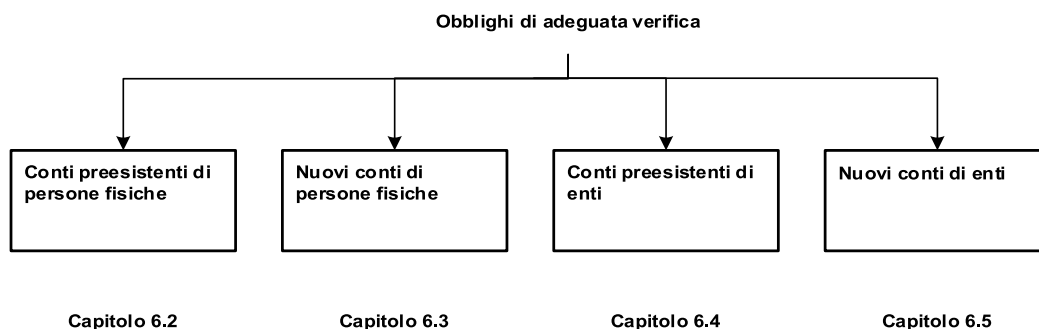 Obblighi di adeguata verifica
Conti preesistenti di
persone fisiche
Nuovi conti di
persone fisiche
Conti preesistenti di
enti
Nuovi conti di enti
Capitolo 6.2
Capitolo 6.3
Capitolo 6.4
Capitolo 6.5